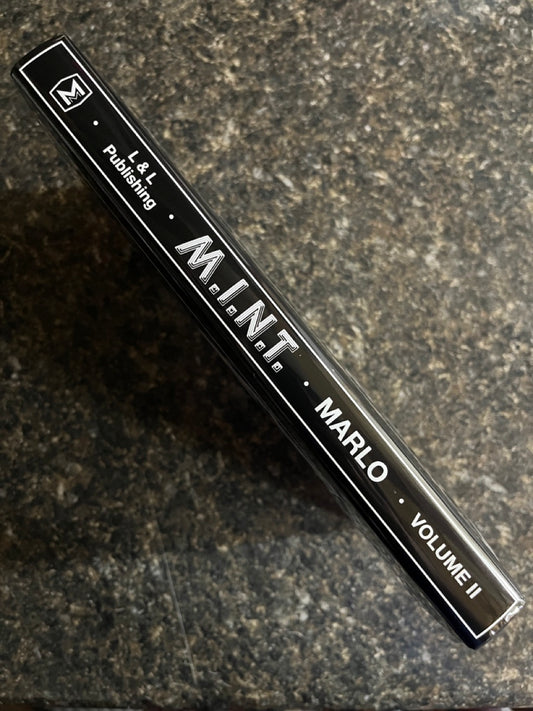 L & L
Publishing
M.I.N.T.
MARLO
VOLUME II